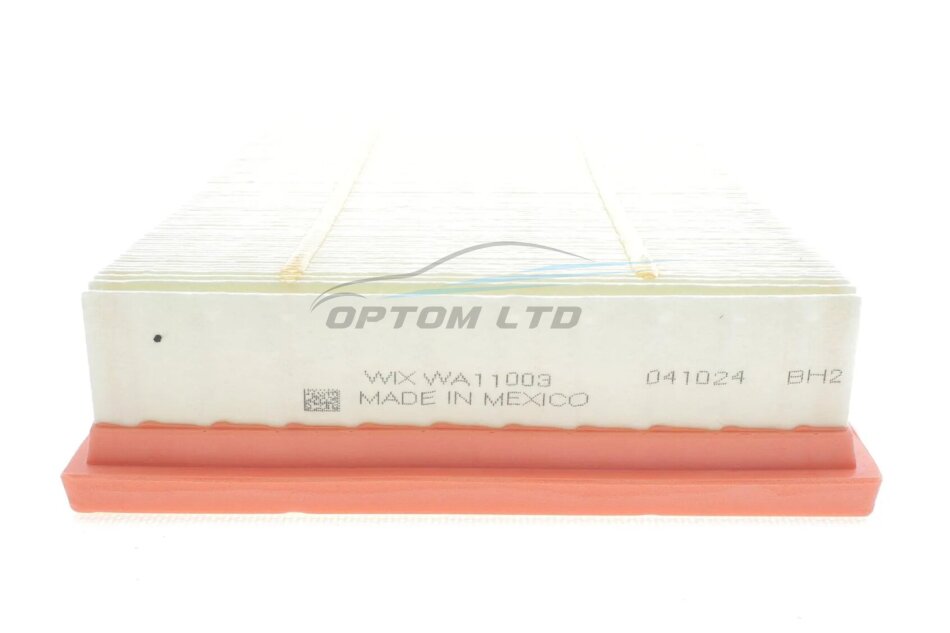 OPTOM LTD
WIX WA11003 041024 BH2
MADE IN MEXICO